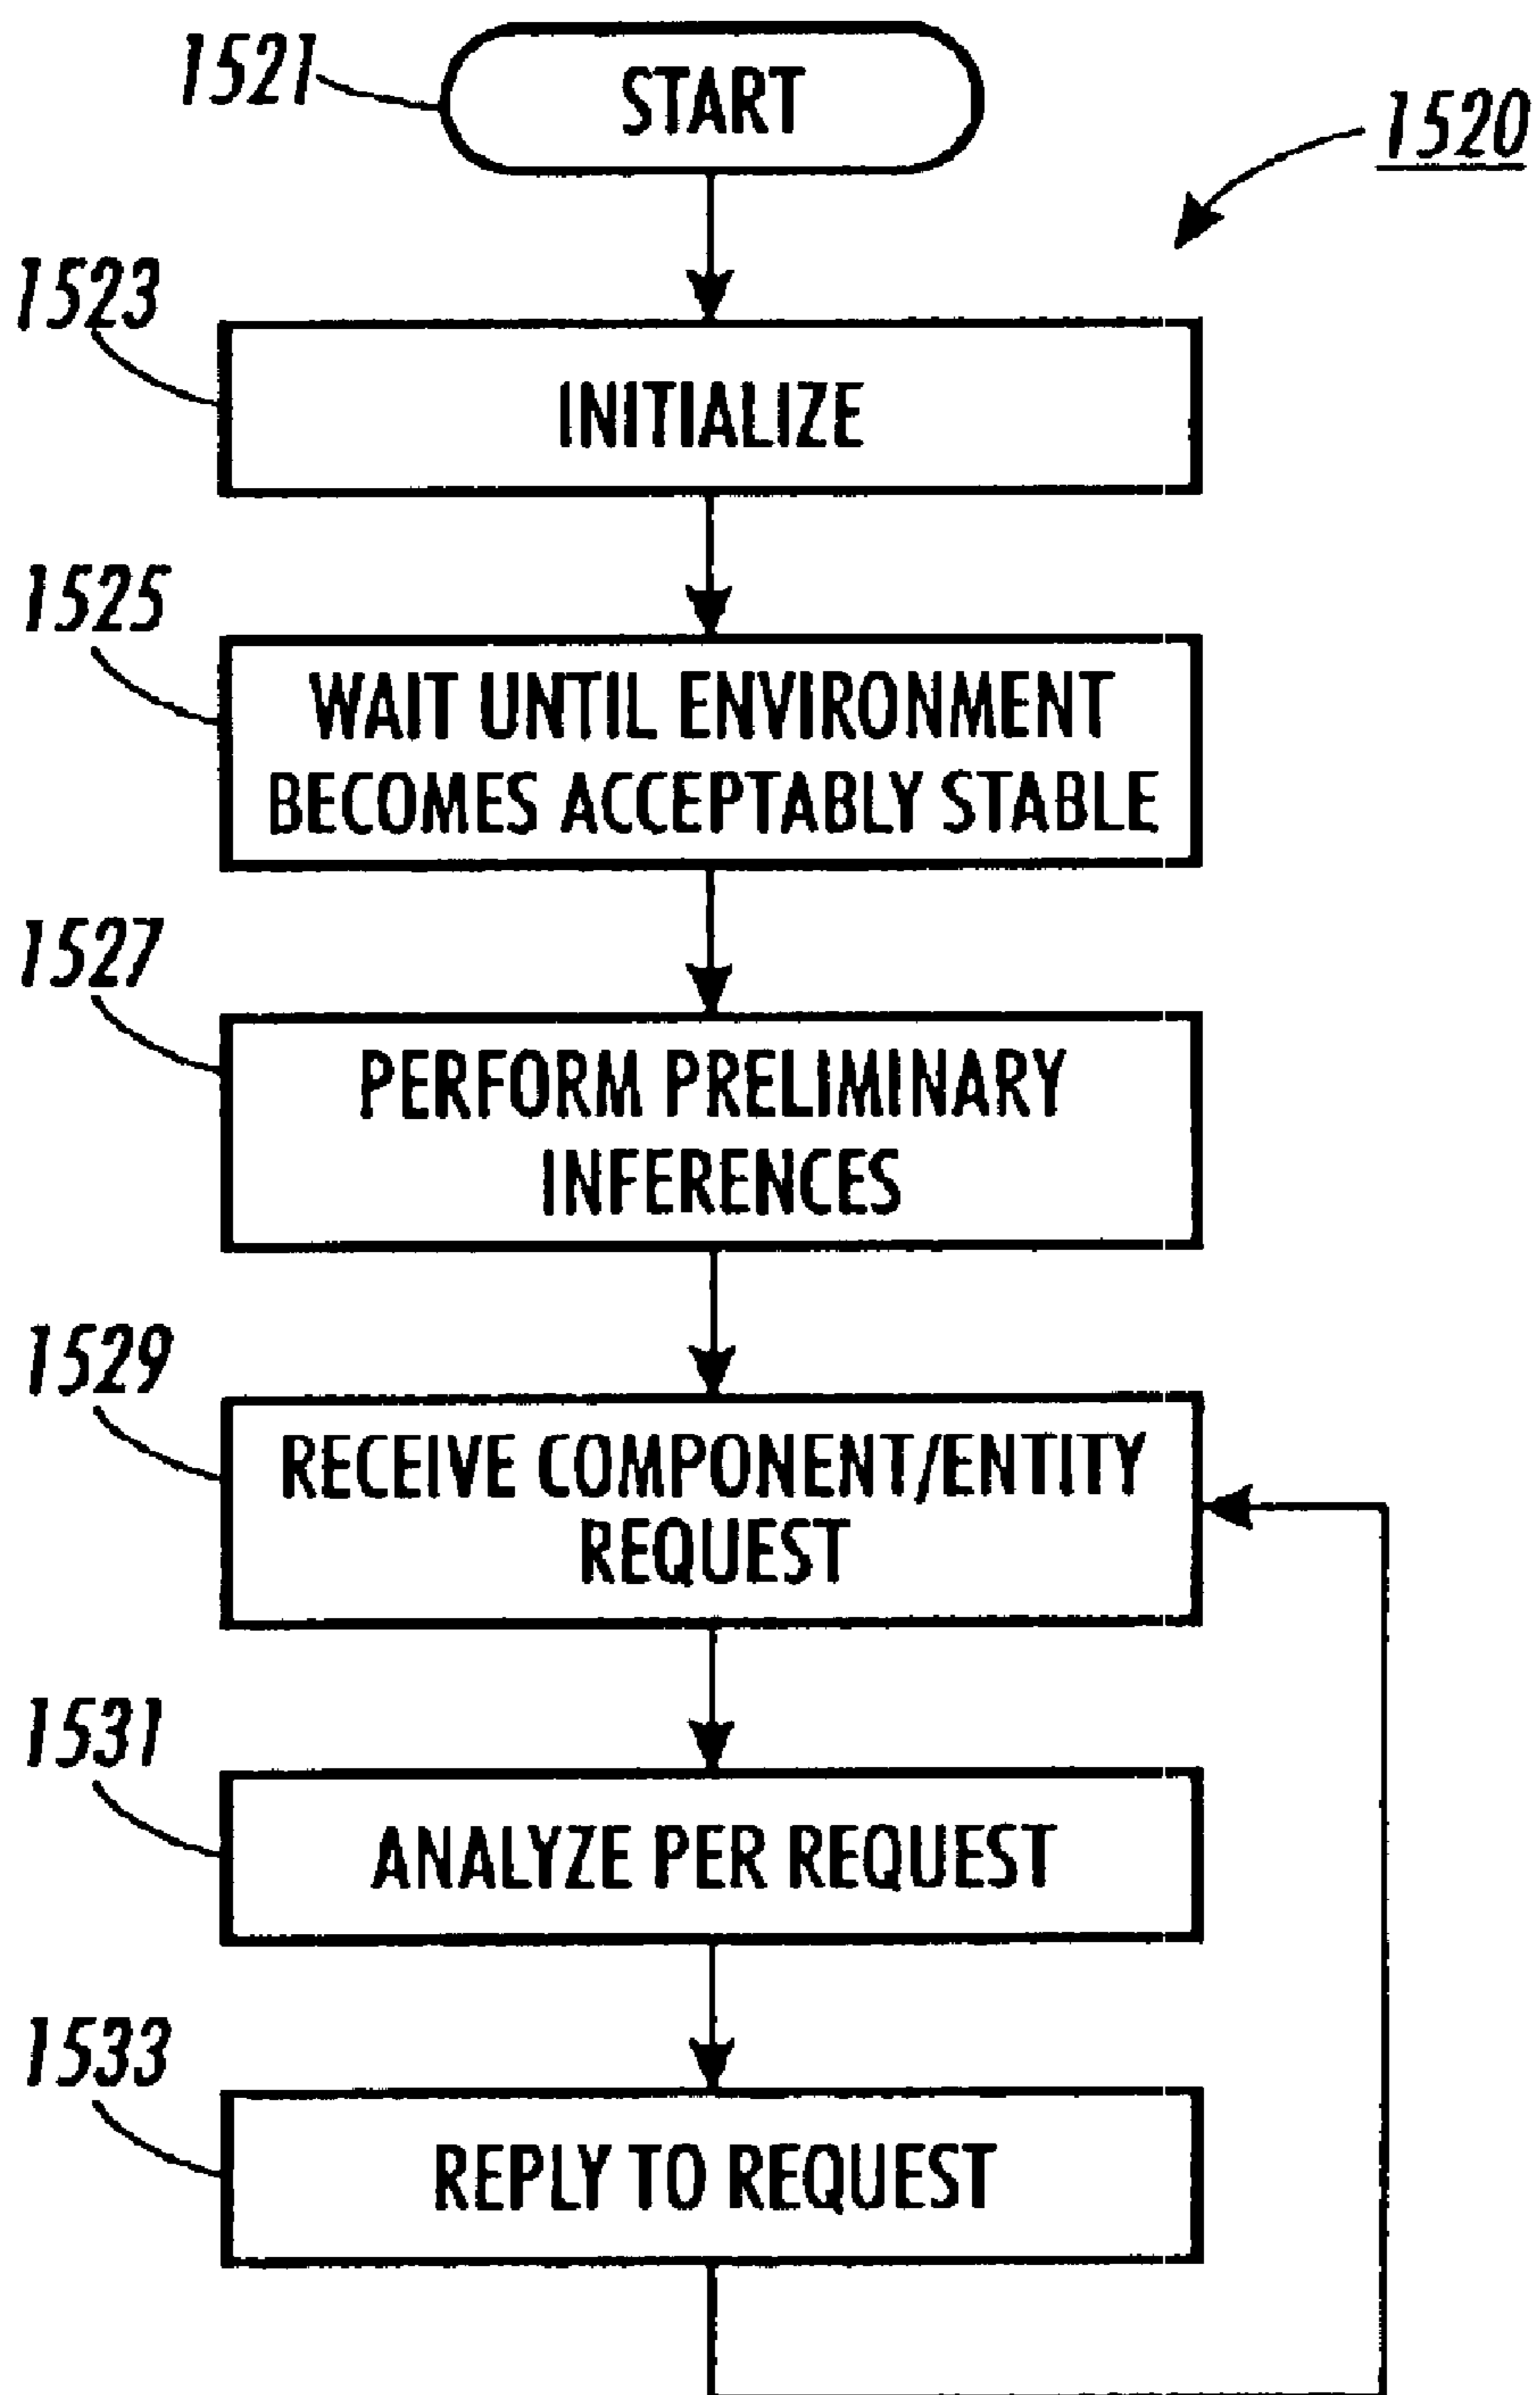 1521
START
1520
1523
INITIALIZE
1525
WAIT UNTIL ENVIRONMENT
BECOMES ACCEPTABLY STABLE
1527
PERFORM PRELIMINARY
INFERENCES
1529
RECEIVE COMPONENT/ENTITY
REQUEST
1531
ANALYZE PER REQUEST
1533
REPLY TO REQUEST